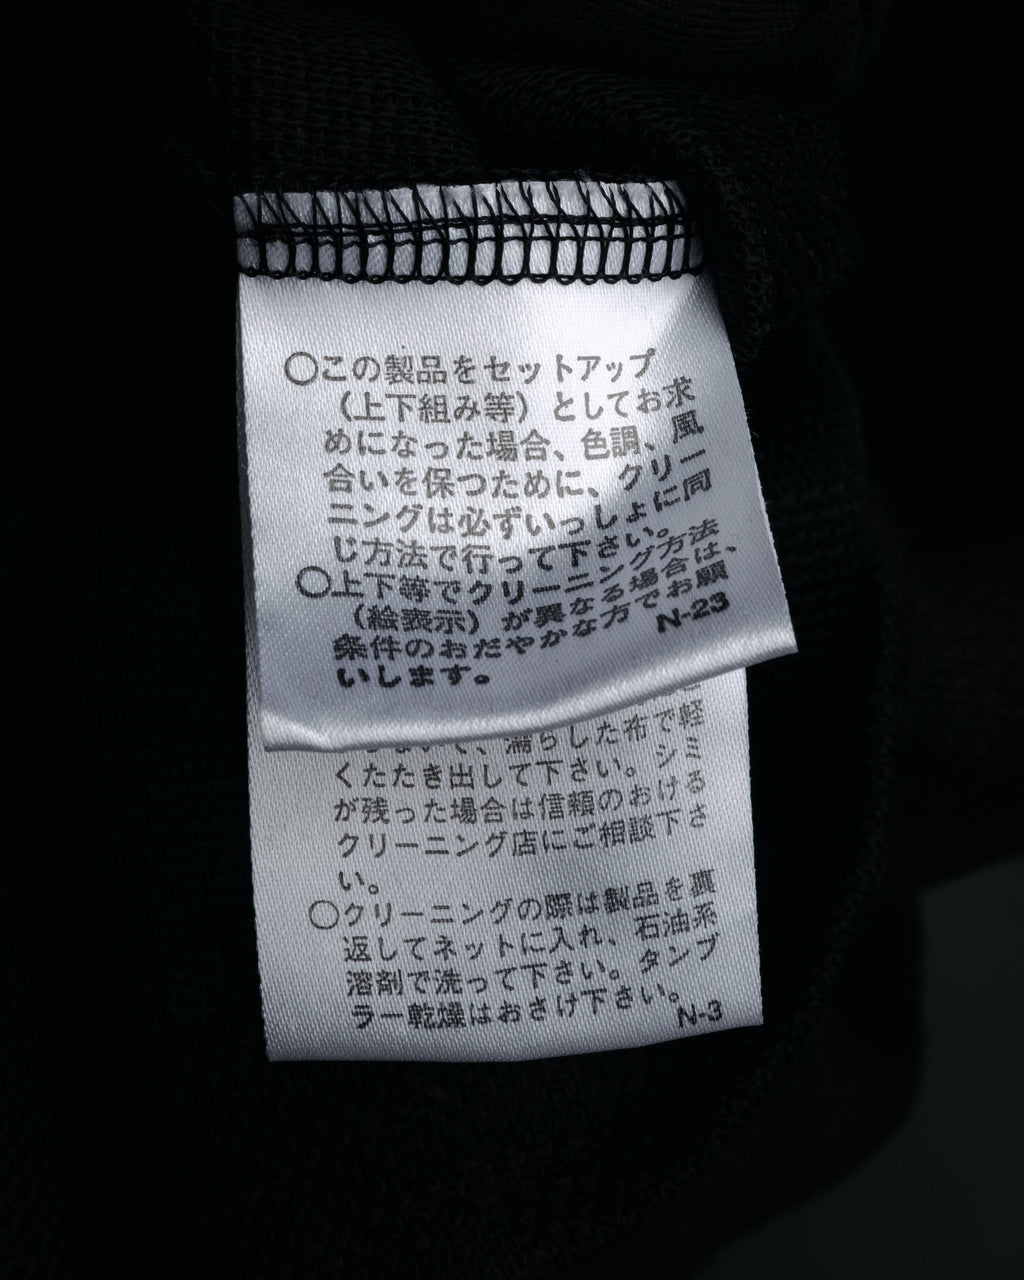 ○この製品をセットアップ
（上下組み等）としてお求
めになった場合、色調、風
合いを保つために、クリー
ニングは必ずいっしょに同
じ方法で行って下さい。
○上下等でクリーニング方法
（絵表示）が異なる場合は、
条件のおだやかな方でお願
いします。
N-23
ないで、濡らした布で軽
くたたき出して下さい。シミ
が残った場合は信頼のおける
クリーニング店にご相談下さ
い。
○クリーニングの際は製品を裏
返してネットに入れ、石油系
溶剤で洗って下さい。タンブ
ラー乾燥はおさけ下さい。
N-3